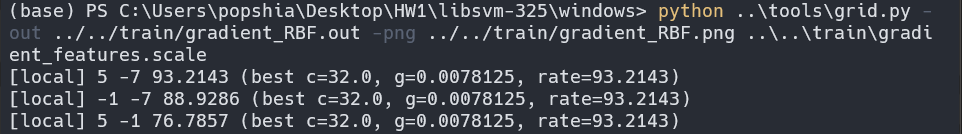 (base) PS C:\Users\popshia\Desktop\HW1\libsvm-325\windows> python ..\tools\grid.py -
out ../../train/gradient_RBF.out -png ../../train/gradient_RBF.png ..\..\train\gradi
ent_features.scale
[local] 5 -7 93.2143 (best c=32.0, g=0.0078125, rate=93.2143)
[local] -1 -7 88.9286 (best c=32.0, g=0.0078125, rate=93.2143)
[local] 5 -1 76.7857 (best c=32.0, g=0.0078125, rate=93.2143)